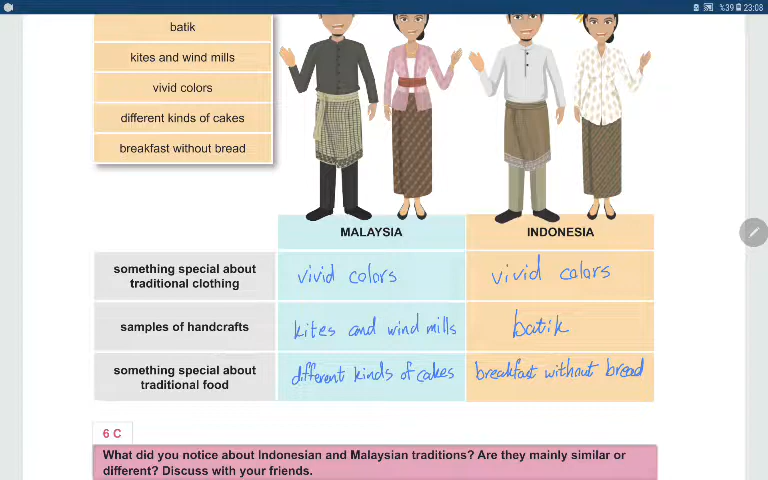 %39 23:08
batik
kites and wind mills
vivid colors
different kinds of cakes
breakfast without bread
MALAYSIA INDONESIA
something special about
traditional clothing
vivid colors vivid colors
samples of handcrafts kites and wind mills batik
something special about
traditional food
different kinds of cakes breakfast without bread
6 C
What did you notice about Indonesian and Malaysian traditions? Are they mainly similar or
different? Discuss with your friends.